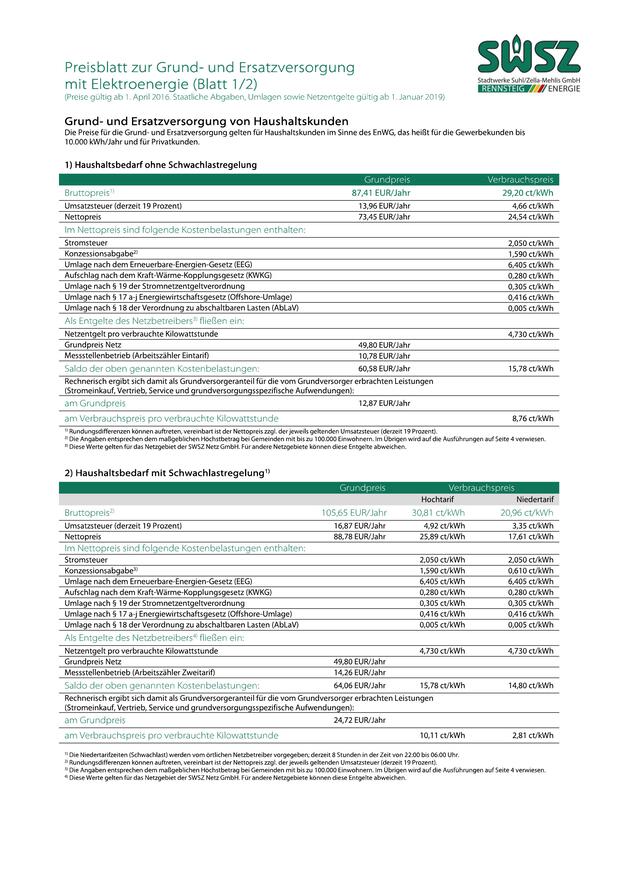 SWSZ
Stadtwerke Suhl/Zella-Mehlis GmbH
RENNSTEIG ENERGIE
Preisblatt zur Grund- und Ersatzversorgung
mit Elektroenergie (Blatt 1/2)
(Preise gültig ab 1. April 2016. Staatliche Abgaben, Umlagen sowie Netzentgelte gültig ab 1. Januar 2019)
Grund- und Ersatzversorgung von Haushaltskunden
Die Preise für die Grund- und Ersatzversorgung gelten für Haushaltskunden im Sinne des EnWG, das heißt für die Gewerbekunden bis
10.000 kWh/Jahr und für Privatkunden.
1) Haushaltsbedarf ohne Schwachlastregelung
Grundpreis Verbrauchspreis
Bruttopreis1) 87,41 EUR/Jahr 29,20 ct/kWh
Umsatzsteuer (derzeit 19 Prozent) 13,96 EUR/Jahr 4,66 ct/kWh
Nettopreis 73,45 EUR/Jahr 24,54 ct/kWh
Im Nettopreis sind folgende Kostenbelastungen enthalten:
Stromsteuer 2,050 ct/kWh
Konzessionsabgabe2) 1,590 ct/kWh
Umlage nach dem Erneuerbare-Energien-Gesetz (EEG) 6,405 ct/kWh
Aufschlag nach dem Kraft-Wärme-Kopplungsgesetz (KWKG) 0,280 ct/kWh
Umlage nach § 19 der Stromnetzentgeltverordnung 0,305 ct/kWh
Umlage nach § 17 a-j Energiewirtschaftsgesetz (Offshore-Umlage) 0,416 ct/kWh
Umlage nach § 18 der Verordnung zu abschaltbaren Lasten (AbLaV) 0,005 ct/kWh
Als Entgelte des Netzbetreibers3) fließen ein:
Netzentgelt pro verbrauchte Kilowattstunde 4,730 ct/kWh
Grundpreis Netz 49,80 EUR/Jahr
Messstellenbetrieb (Arbeitszähler Eintarif) 10,78 EUR/Jahr
Saldo der oben genannten Kostenbelastungen: 60,58 EUR/Jahr 15,78 ct/kWh
Rechnerisch ergibt sich damit als Grundversorgeranteil für die vom Grundversorger erbrachten Leistungen
(Stromeinkauf, Vertrieb, Service und grundversorgungsspezifische Aufwendungen):
am Grundpreis 12,87 EUR/Jahr
am Verbrauchspreis pro verbrauchte Kilowattstunde 8,76 ct/kWh
1) Rundungsdifferenzen können auftreten, vereinbart ist der Nettopreis zzgl. der jeweils geltenden Umsatzsteuer (derzeit 19 Prozent).
2) Die Angaben entsprechen dem maßgeblichen Höchstbetrag bei Gemeinden mit bis zu 100.000 Einwohnern. Im Übrigen wird auf die Ausführungen auf Seite 4 verwiesen.
3) Diese Werte gelten für das Netzgebiet der SWSZ Netz GmbH. Für andere Netzgebiete können diese Entgelte abweichen.
2) Haushaltsbedarf mit Schwachlastregelung1)
Grundpreis Verbrauchspreis
Hochtarif Niedertarif
Bruttopreis2) 105,65 EUR/Jahr 30,81 ct/kWh 20,96 ct/kWh
Umsatzsteuer (derzeit 19 Prozent) 16,87 EUR/Jahr 4,92 ct/kWh 3,35 ct/kWh
Nettopreis 88,78 EUR/Jahr 25,89 ct/kWh 17,61 ct/kWh
Im Nettopreis sind folgende Kostenbelastungen enthalten:
Stromsteuer 2,050 ct/kWh 2,050 ct/kWh
Konzessionsabgabe3) 1,590 ct/kWh 0,610 ct/kWh
Umlage nach dem Erneuerbare-Energien-Gesetz (EEG) 6,405 ct/kWh 6,405 ct/kWh
Aufschlag nach dem Kraft-Wärme-Kopplungsgesetz (KWKG) 0,280 ct/kWh 0,280 ct/kWh
Umlage nach § 19 der Stromnetzentgeltverordnung 0,305 ct/kWh 0,305 ct/kWh
Umlage nach § 17 a-j Energiewirtschaftsgesetz (Offshore-Umlage) 0,416 ct/kWh 0,416 ct/kWh
Umlage nach § 18 der Verordnung zu abschaltbaren Lasten (AbLaV) 0,005 ct/kWh 0,005 ct/kWh
Als Entgelte des Netzbetreibers4) fließen ein:
Netzentgelt pro verbrauchte Kilowattstunde 4,730 ct/kWh 4,730 ct/kWh
Grundpreis Netz 49,80 EUR/Jahr
Messstellenbetrieb (Arbeitszähler Zweitarif) 14,26 EUR/Jahr
Saldo der oben genannten Kostenbelastungen: 64,06 EUR/Jahr 15,78 ct/kWh 14,80 ct/kWh
Rechnerisch ergibt sich damit als Grundversorgeranteil für die vom Grundversorger erbrachten Leistungen
(Stromeinkauf, Vertrieb, Service und grundversorgungsspezifische Aufwendungen):
am Grundpreis 24,72 EUR/Jahr
am Verbrauchspreis pro verbrauchte Kilowattstunde 10,11 ct/kWh 2,81 ct/kWh
1) Die Niedertarifzeiten (Schwachlast) werden vom örtlichen Netzbetreiber vorgegeben; derzeit 8 Stunden in der Zeit von 22:00 bis 06:00 Uhr.
2) Rundungsdifferenzen können auftreten, vereinbart ist der Nettopreis zzgl. der jeweils geltenden Umsatzsteuer (derzeit 19 Prozent).
3) Die Angaben entsprechen dem maßgeblichen Höchstbetrag bei Gemeinden mit bis zu 100.000 Einwohnern. Im Übrigen wird auf die Ausführungen auf Seite 4 verwiesen.
4) Diese Werte gelten für das Netzgebiet der SWSZ Netz GmbH. Für andere Netzgebiete können diese Entgelte abweichen.